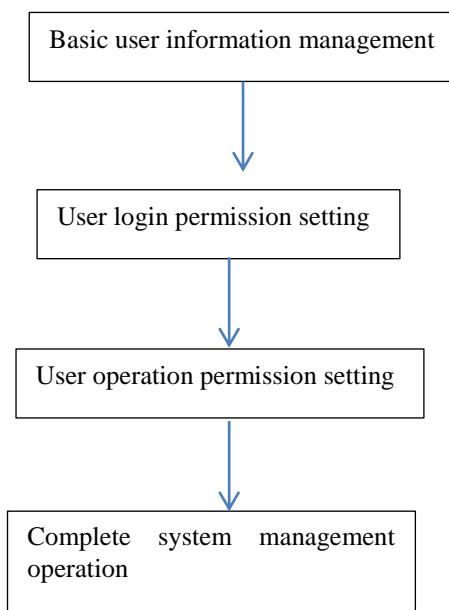 Basic user information management
User login permission setting
User operation permission setting
Complete system management
operation